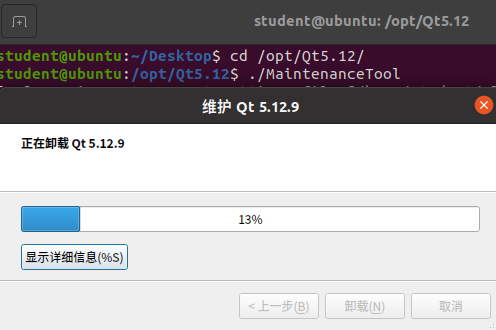 student@ubuntu: /opt/Qt5.12
student@ubuntu:~/Desktop$ cd /opt/Qt5.12/
student@ubuntu:/opt/Qt5.12$ ./MaintenanceTool
维护 Qt 5.12.9
正在卸载 Qt 5.12.9
13%
显示详细信息(%S)
< 上一步(B) 卸载(N) 取消